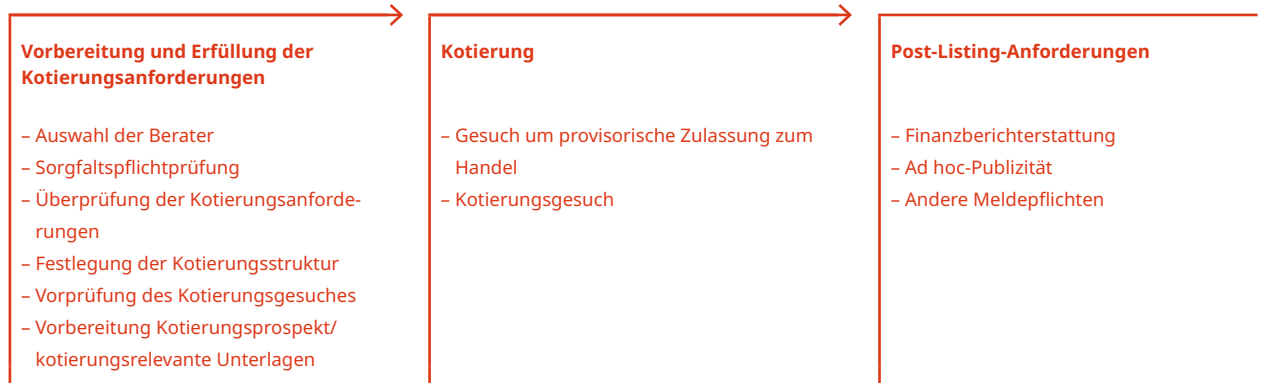 Vorbereitung und Erfüllung der
Kotierungsanforderungen
– Auswahl der Berater
– Sorgfaltspflichtprüfung
– Überprüfung der Kotierungsanforde-
rungen
– Festlegung der Kotierungsstruktur
– Vorprüfung des Kotierungsgesuches
– Vorbereitung Kotierungsprospekt/
kotierungsrelevante Unterlagen
Kotierung
– Gesuch um provisorische Zulassung zum
Handel
– Kotierungsgesuch
Post-Listing-Anforderungen
– Finanzberichterstattung
– Ad hoc-Publizität
– Andere Meldepflichten